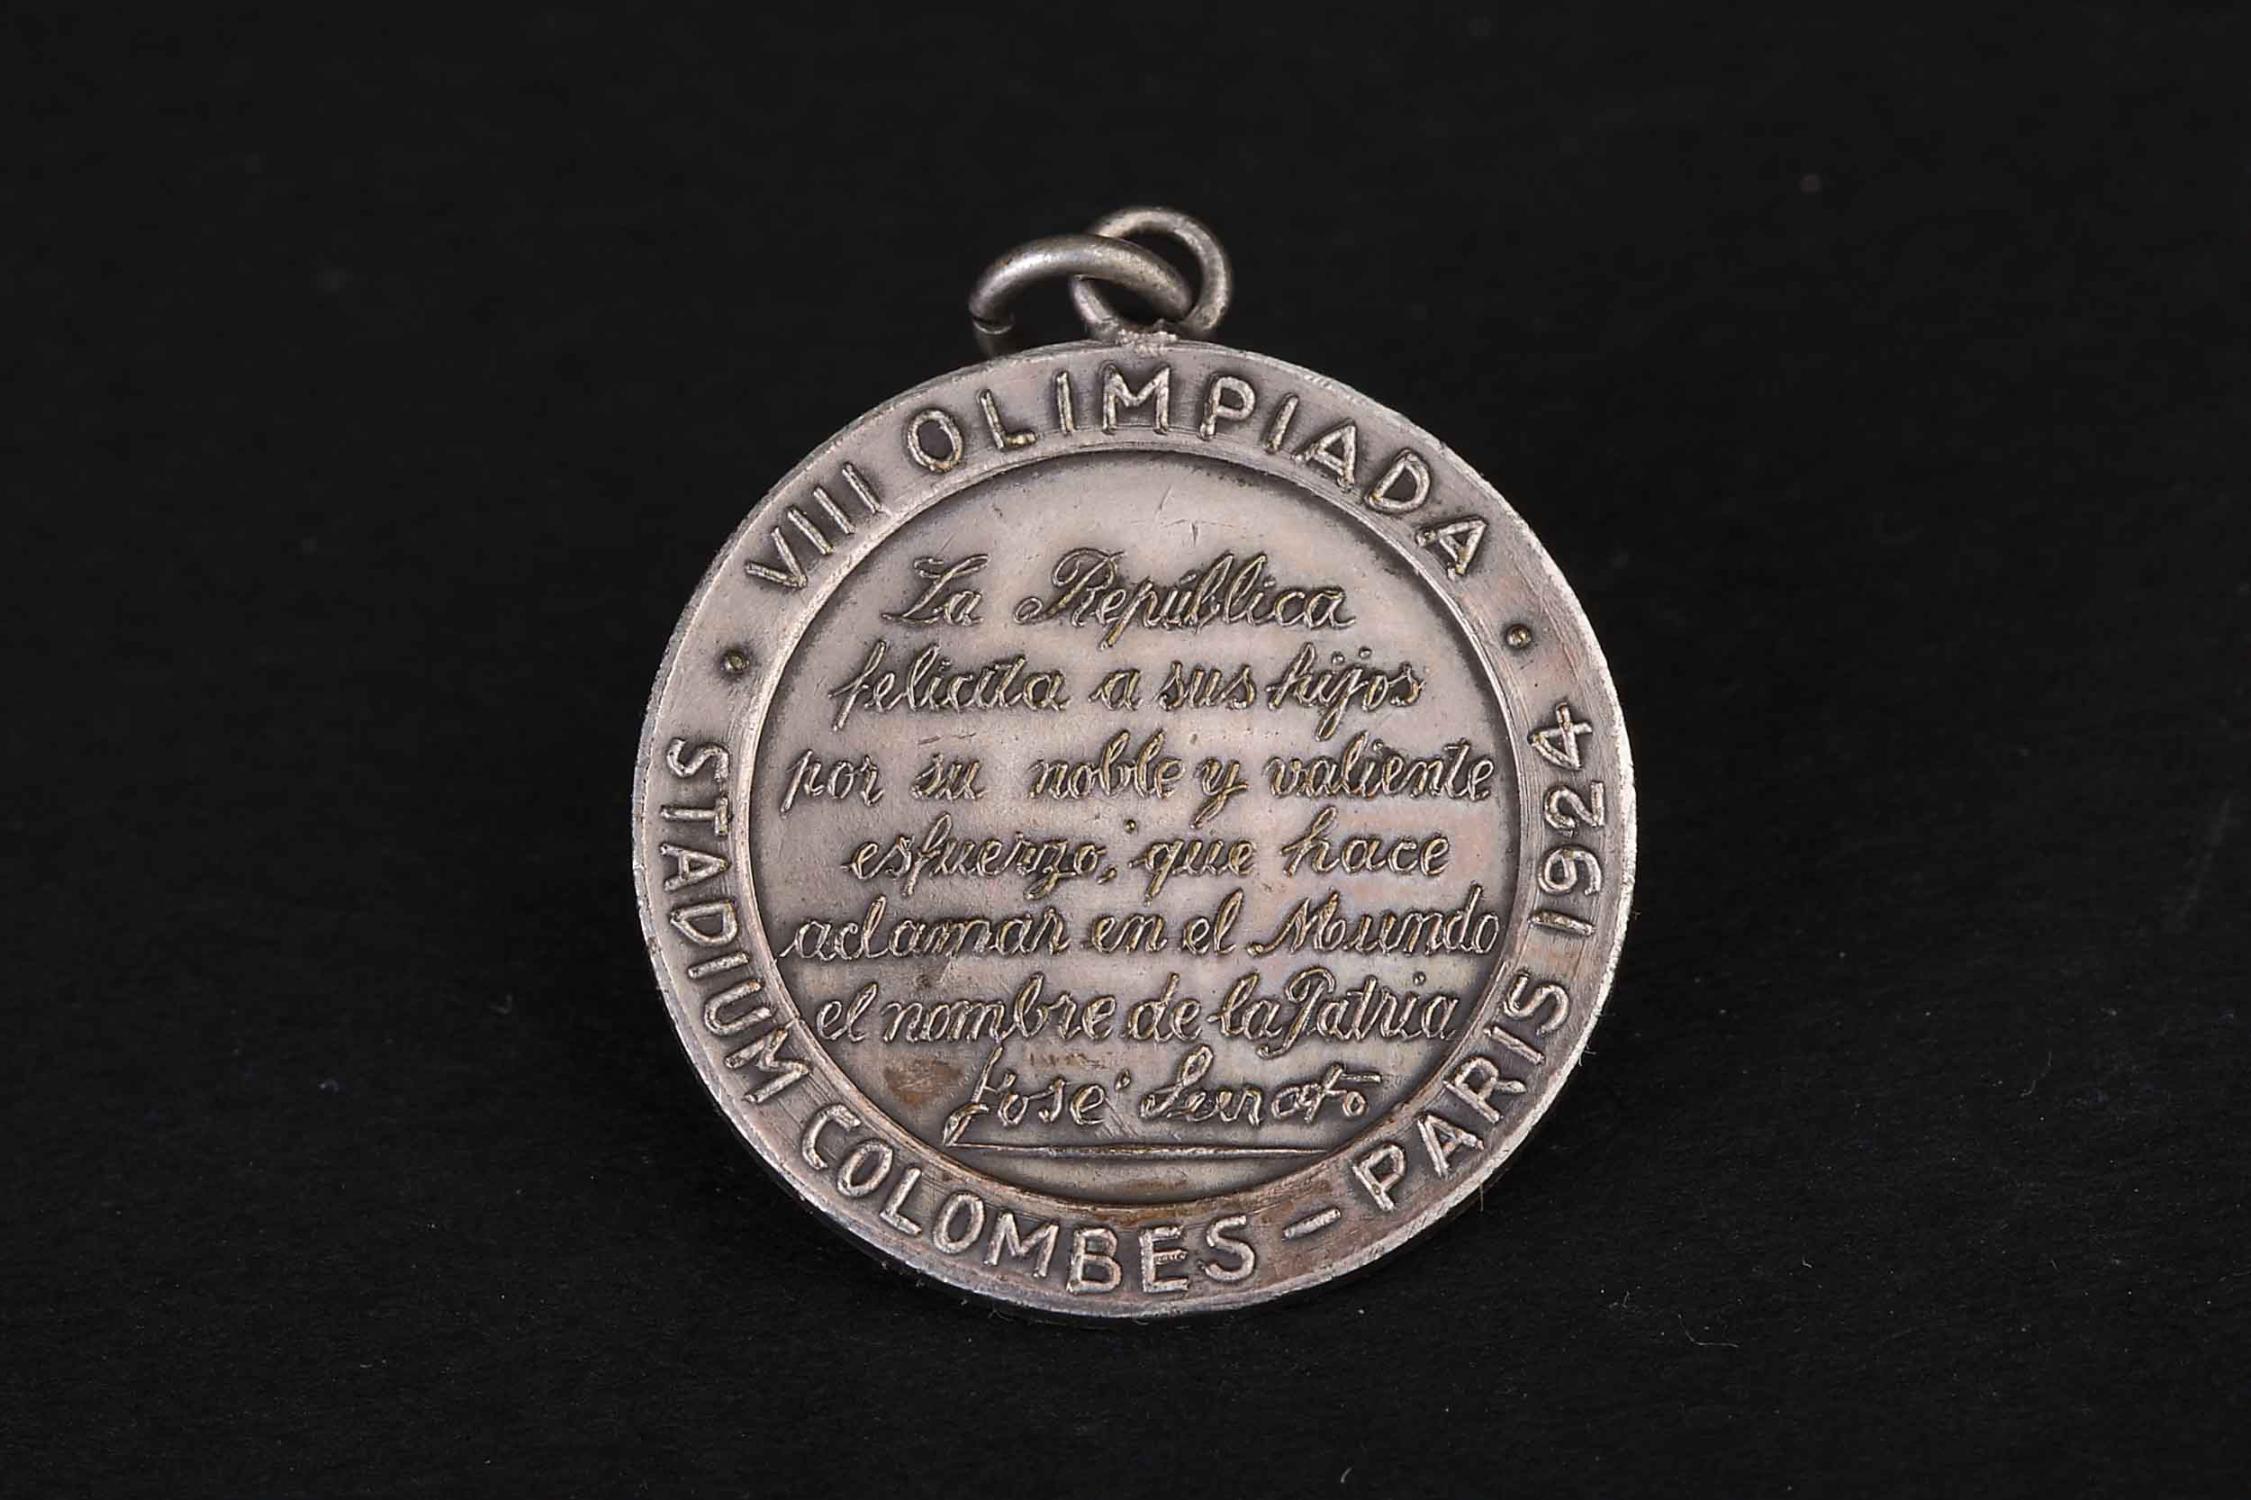 VIII OLIMPIADA
La República
felicita a sus hijos
por su noble y valiente
esfuerzo, que hace
aclamar en el Mundo
el nombre de la Patria
José Serrato
STADIUM COLOMBES – PARIS 1924